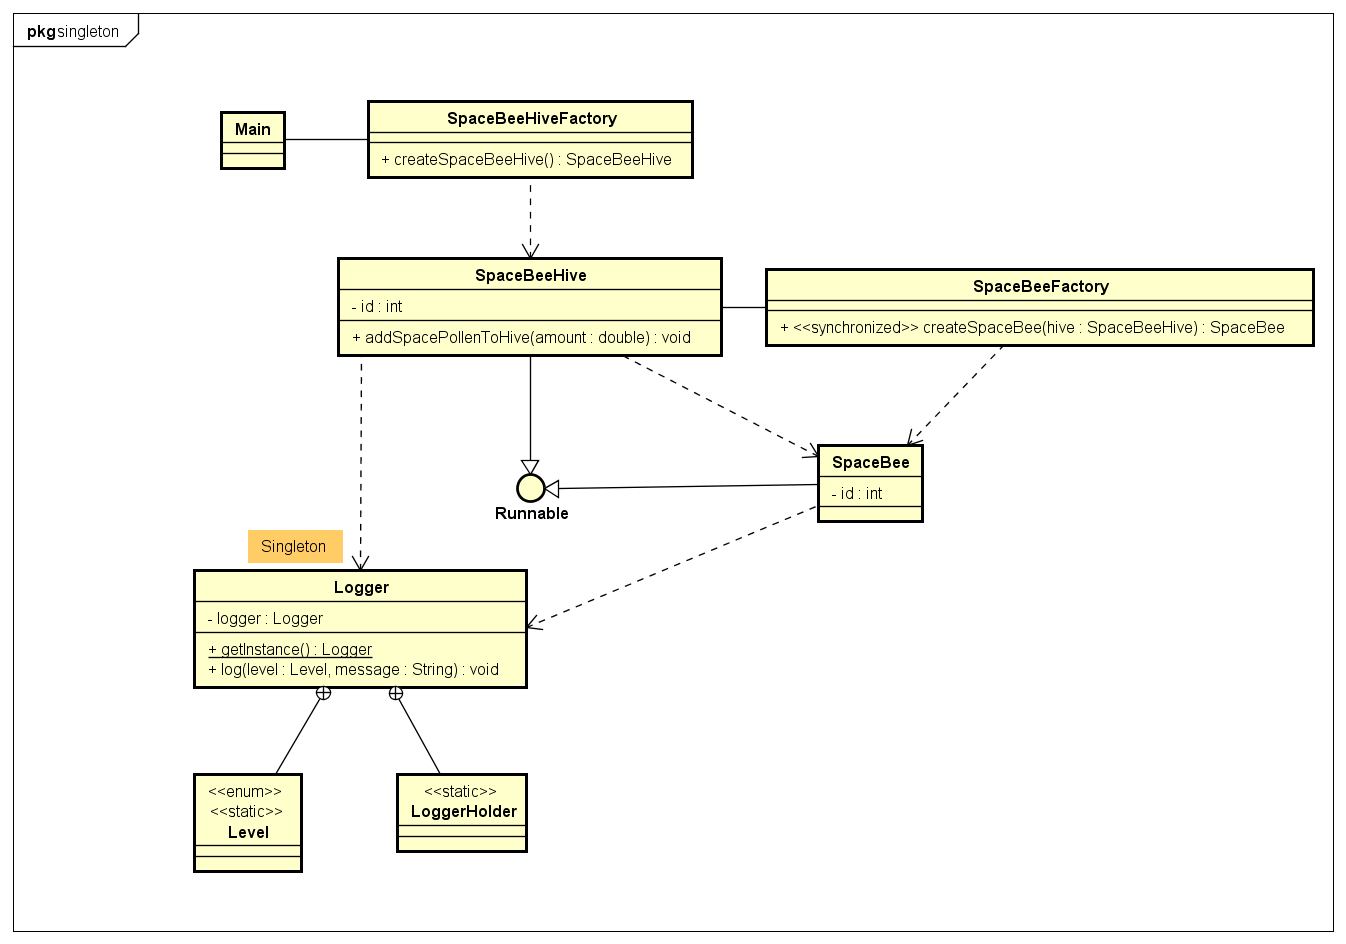 pkg singleton
Main
SpaceBeeHiveFactory
+ createSpaceBeeHive() : SpaceBeeHive
SpaceBeeHive
- id : int
+ addSpacePollenToHive(amount : double) : void
SpaceBeeFactory
+ <<synchronized>> createSpaceBee(hive : SpaceBeeHive) : SpaceBee
SpaceBee
- id : int
Runnable
Singleton
Logger
- logger : Logger
+ getInstance() : Logger
+ log(level : Level, message : String) : void
<<enum>>
<<static>>
Level
<<static>>
LoggerHolder